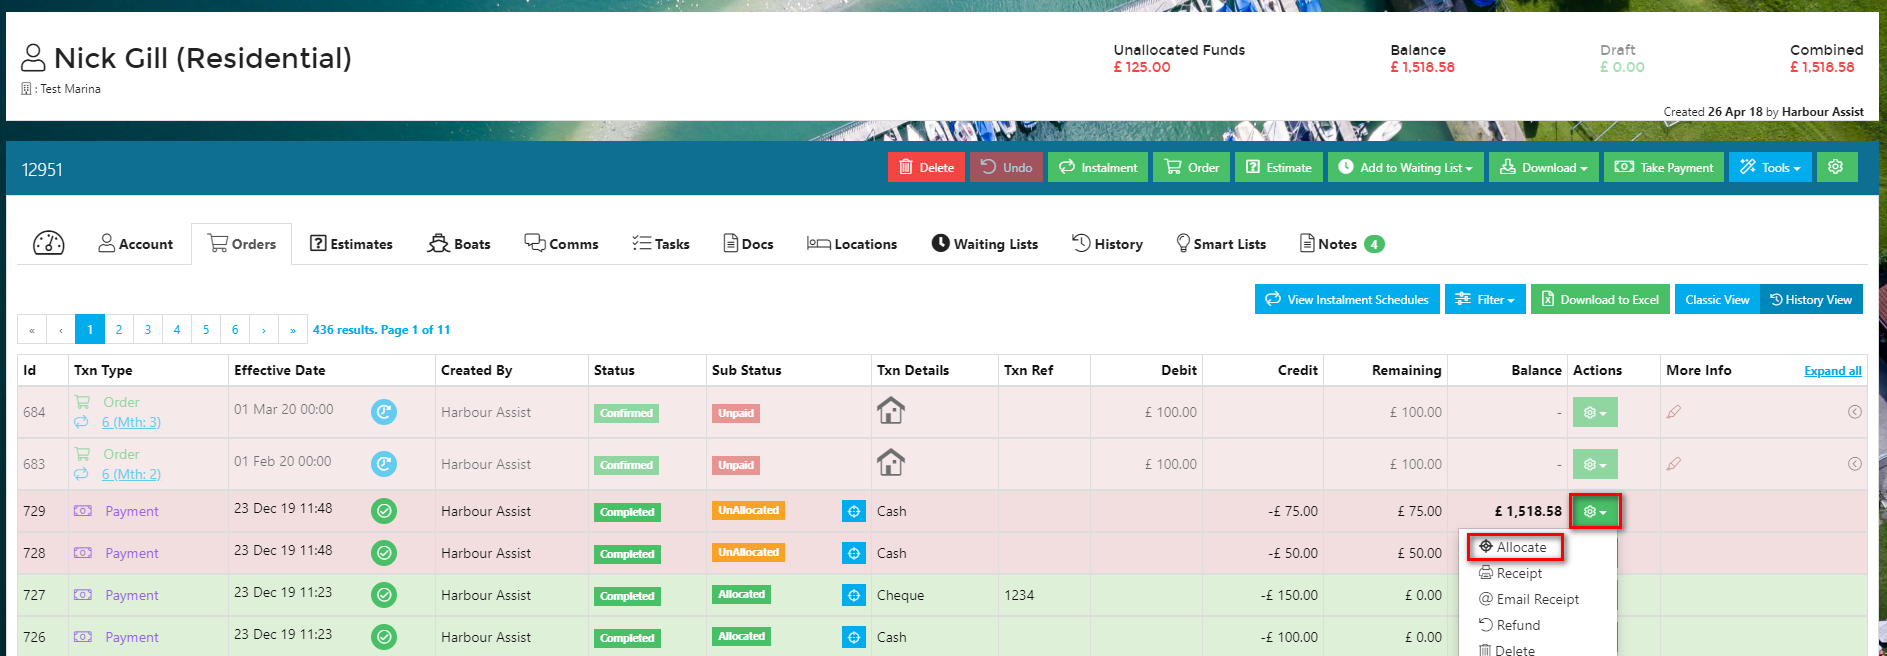 Nick Gill (Residential)
: Test Marina
Unallocated Funds
£ 125.00
Balance
£ 1,518.58
Draft
£ 0.00
Combined
£ 1,518.58
Created 26 Apr 18 by Harbour Assist
12951
Delete Undo Instalment Order Estimate Add to Waiting List Download Take Payment Tools
Account Orders Estimates Boats Comms Tasks Docs Locations Waiting Lists History Smart Lists Notes 4
View Instalment Schedules Filter Download to Excel Classic View History View
« ‹ 1 2 3 4 5 6 › » 436 results. Page 1 of 11
Id Txn Type Effective Date Created By Status Sub Status Txn Details Txn Ref Debit Credit Remaining Balance Actions More Info Expand all
684 Order 01 Mar 20 00:00 Harbour Assist Confirmed Unpaid £ 100.00 £ 100.00 -
6 (Mth: 3)
683 Order 01 Feb 20 00:00 Harbour Assist Confirmed Unpaid £ 100.00 £ 100.00 -
6 (Mth: 2)
729 Payment 23 Dec 19 11:48 Harbour Assist Completed UnAllocated Cash -£ 75.00 £ 75.00 £ 1,518.58
728 Payment 23 Dec 19 11:48 Harbour Assist Completed UnAllocated Cash -£ 50.00 £ 50.00
727 Payment 23 Dec 19 11:23 Harbour Assist Completed Allocated Cheque 1234 -£ 150.00 £ 0.00
726 Payment 23 Dec 19 11:23 Harbour Assist Completed Allocated Cash -£ 100.00 £ 0.00
Allocate
Receipt
@ Email Receipt
Refund
Delete